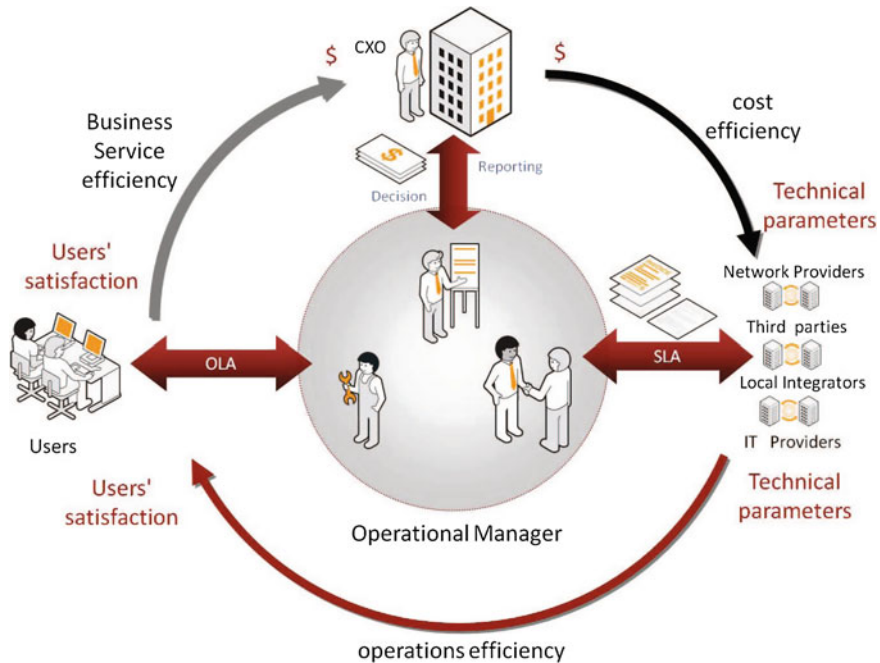 $
CXO
$
Business
Service
efficiency
cost
efficiency
$
Decision
Reporting
Technical
parameters
Users'
satisfaction
Network Providers
Third parties
OLA
SLA
Local Integrators
IT Providers
Users
Users'
satisfaction
Technical
parameters
Operational Manager
operations efficiency